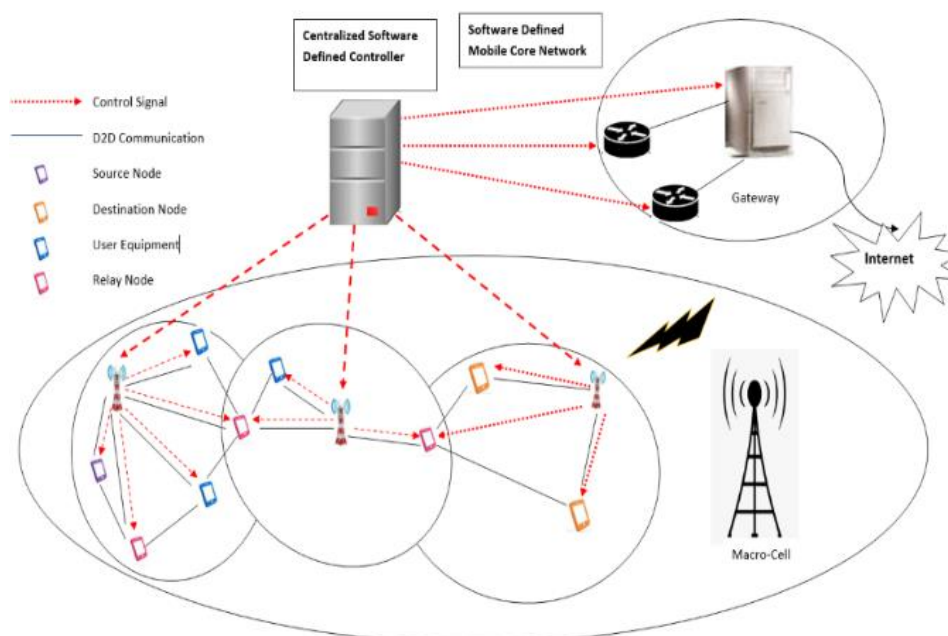 Centralized Software
Defined Controller
Software Defined
Mobile Core Network
Control Signal
D2D Communication
Source Node
Destination Node
User Equipment
Relay Node
Gateway
Internet
Macro-Cell